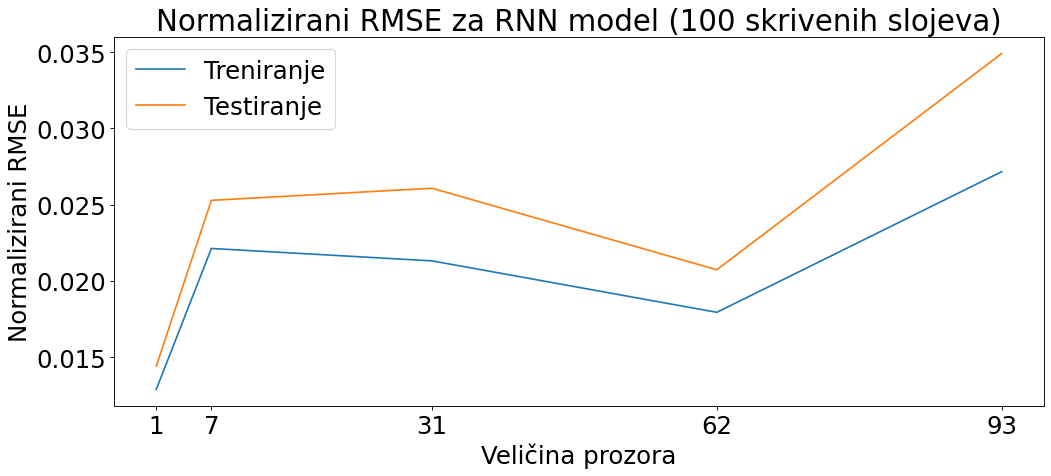 Normalizirani RMSE za RNN model (100 skrivenih slojeva)
Treniranje
Testiranje
Normalizirani RMSE
0.035
0.030
0.025
0.020
0.015
1 7 31 62 93
Veličina prozora